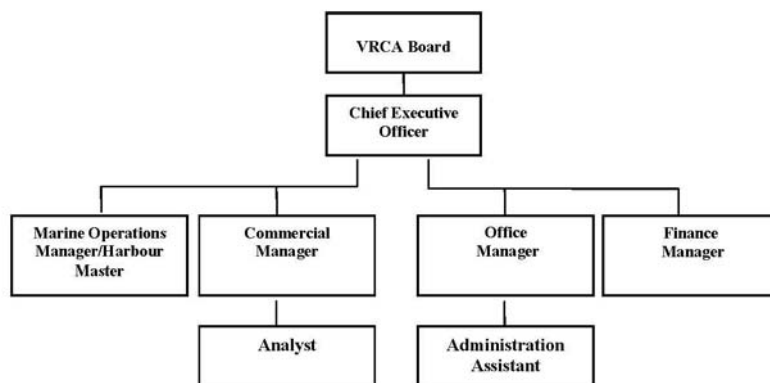 VRCA Board
Chief Executive
Officer
Marine Operations
Manager/Harbour
Master
Commercial
Manager
Office
Manager
Finance
Manager
Analyst
Administration
Assistant